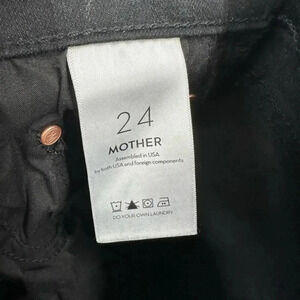 24
MOTHER
Assembled in USA
by both USA and foreign components
DO YOUR OWN LAUNDRY